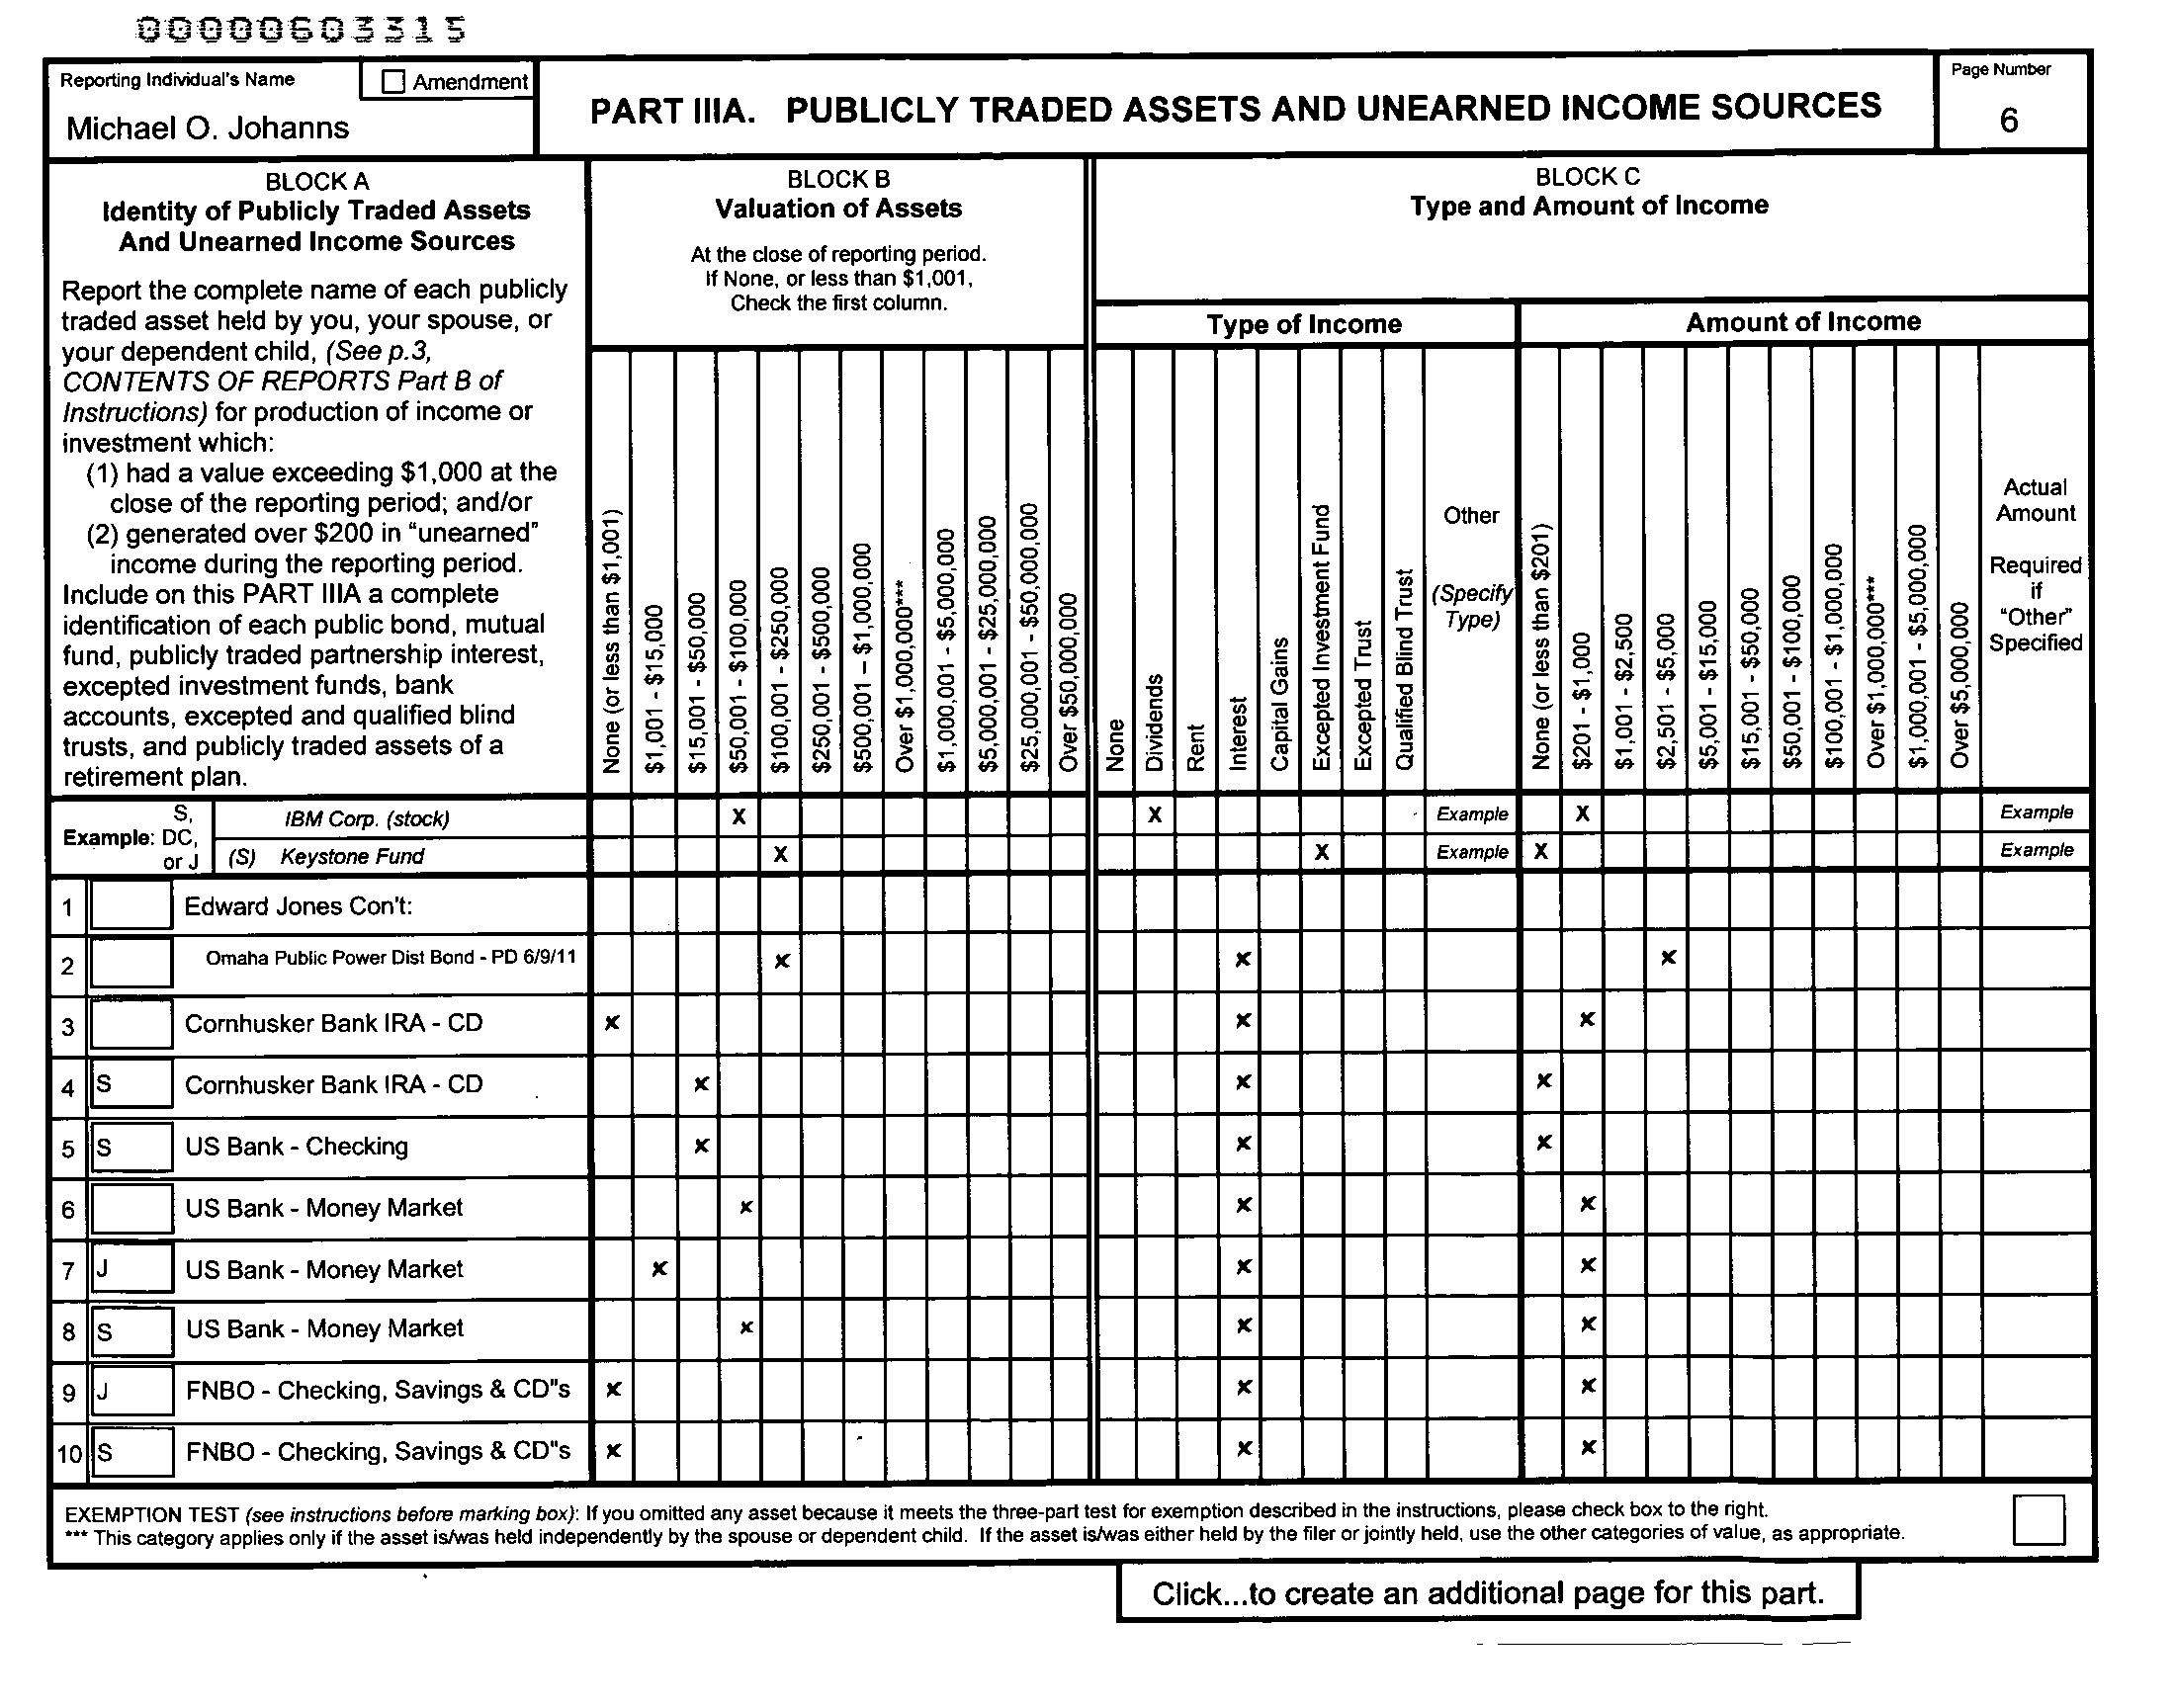 00000603315
Reporting Individual's Name
Amendment
Michael O. Johanns
PART IIIA. PUBLICLY TRADED ASSETS AND UNEARNED INCOME SOURCES
Page Number
6
BLOCK A
Identity of Publicly Traded Assets
And Unearned Income Sources
Report the complete name of each publicly
traded asset held by you, your spouse, or
your dependent child, (See p.3,
CONTENTS OF REPORTS Part B of
Instructions) for production of income or
investment which:
(1) had a value exceeding $1,000 at the
close of the reporting period; and/or
(2) generated over $200 in "unearned"
income during the reporting period.
Include on this PART IIIA a complete
identification of each public bond, mutual
fund, publicly traded partnership interest,
excepted investment funds, bank
accounts, excepted and qualified blind
trusts, and publicly traded assets of a
retirement plan.
BLOCK B
Valuation of Assets
At the close of reporting period.
If None, or less than $1,001,
Check the first column.
None (or less than $1,001)
$1,001 - $15,000
$15,001 - $50,000
$50,001 - $100,000
$100,001 - $250,000
$250,001 - $500,000
$500,001 – $1,000,000
Over $1,000,000***
$1,000,001 - $5,000,000
$5,000,001 - $25,000,000
$25,000,001 - $50,000,000
Over $50,000,000
BLOCK C
Type and Amount of Income
Type of Income
None
Dividends
Rent
Interest
Capital Gains
Excepted Investment Fund
Excepted Trust
Qualified Blind Trust
Other
(Specify
Type)
Amount of Income
None (or less than $201)
$201 - $1,000
$1,001 - $2,500
$2,501 - $5,000
$5,001 - $15,000
$15,001 - $50,000
$50,001 - $100,000
$100,001 - $1,000,000
Over $1,000,000***
$1,000,001 - $5,000,000
Over $5,000,000
Actual
Amount
Required
if
"Other"
Specified
S,
Example: DC,
or J
IBM Corp. (stock) X X Example X Example
(S) Keystone Fund X X Example X Example
1 Edward Jones Con't:
2 Omaha Public Power Dist Bond - PD 6/9/11 x x x
3 Cornhusker Bank IRA - CD x x x
4 S Cornhusker Bank IRA - CD x x x
5 S US Bank - Checking x x x
6 US Bank - Money Market x x x
7 J US Bank - Money Market x x x
8 S US Bank - Money Market x x x
9 J FNBO - Checking, Savings & CD"s x x x
10 S FNBO - Checking, Savings & CD"s x x x
EXEMPTION TEST (see instructions before marking box): If you omitted any asset because it meets the three-part test for exemption described in the instructions, please check box to the right.
*** This category applies only if the asset is/was held independently by the spouse or dependent child. If the asset is/was either held by the filer or jointly held, use the other categories of value, as appropriate.
Click...to create an additional page for this part.